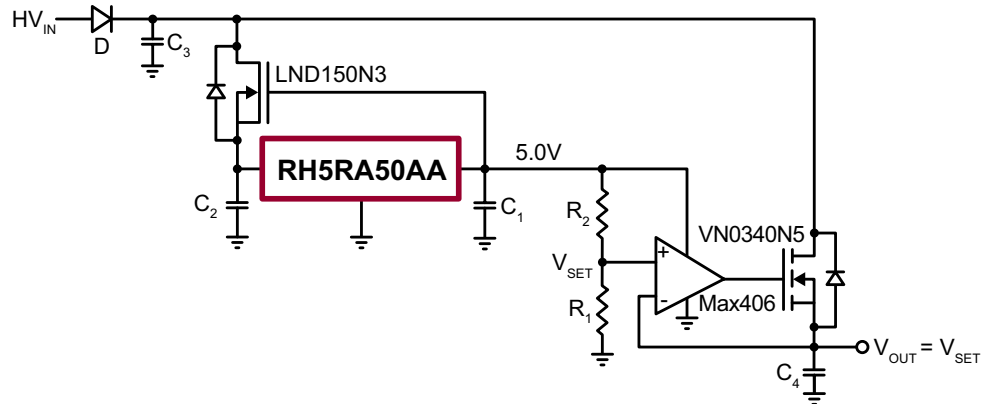 HV_IN
D
C_3
LND150N3
RH5RA50AA
5.0V
C_2
C_1
R_2
VN0340N5
V_SET
+
-
Max406
R_1
V_OUT = V_SET
C_4